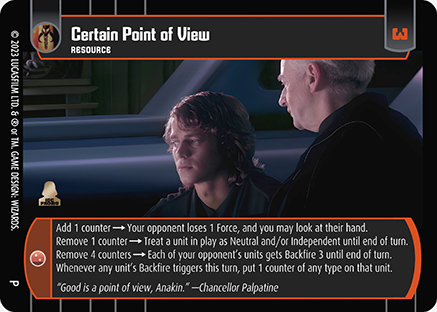 Certain Point of View
RESOURCE
3
© 2023 LUCASFILM LTD. & ® or TM. GAME DESIGN: WIZARDS.
P
Add 1 counter → Your opponent loses 1 Force, and you may look at their hand.
Remove 1 counter → Treat a unit in play as Neutral and/or Independent until end of turn.
Remove 4 counters → Each of your opponent's units gets Backfire 3 until end of turn.
Whenever any unit's Backfire triggers this turn, put 1 counter of any type on that unit.
"Good is a point of view, Anakin." —Chancellor Palpatine